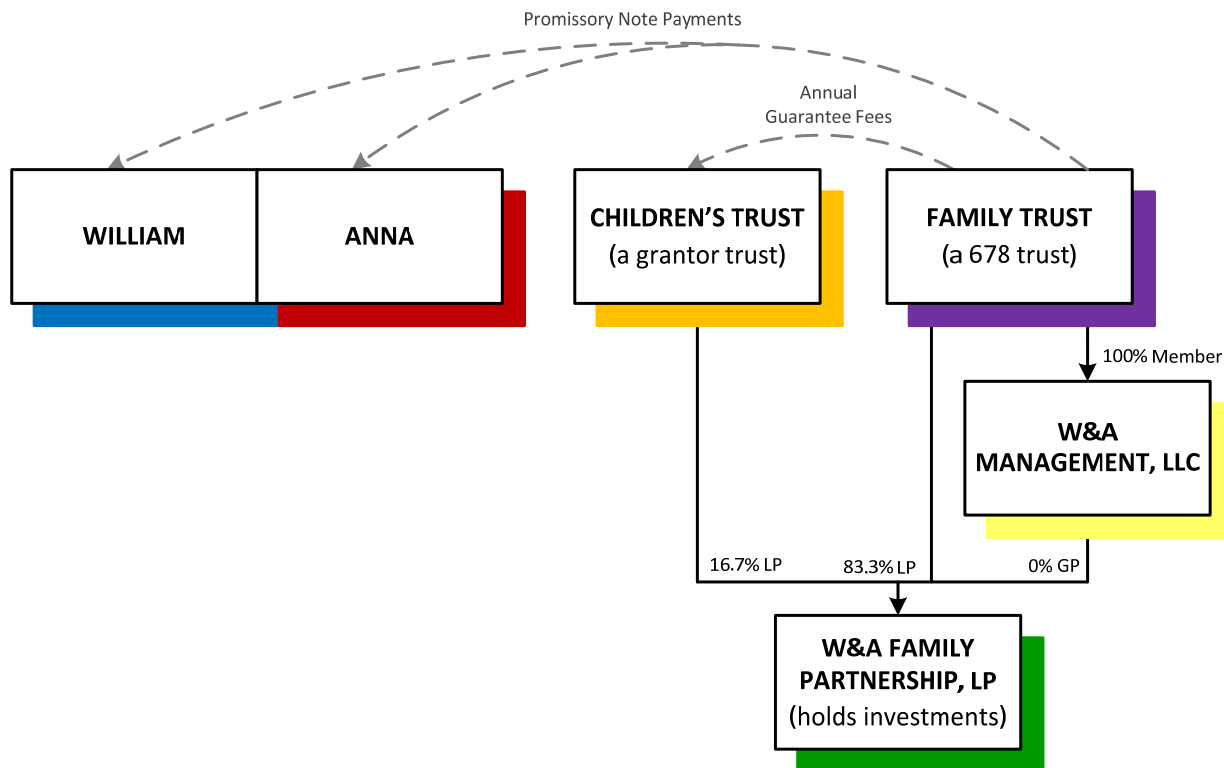 Promissory Note Payments
Annual
Guarantee Fees
WILLIAM
ANNA
CHILDREN’S TRUST
(a grantor trust)
FAMILY TRUST
(a 678 trust)
100% Member
W&A
MANAGEMENT, LLC
16.7% LP
83.3% LP
0% GP
W&A FAMILY
PARTNERSHIP, LP
(holds investments)